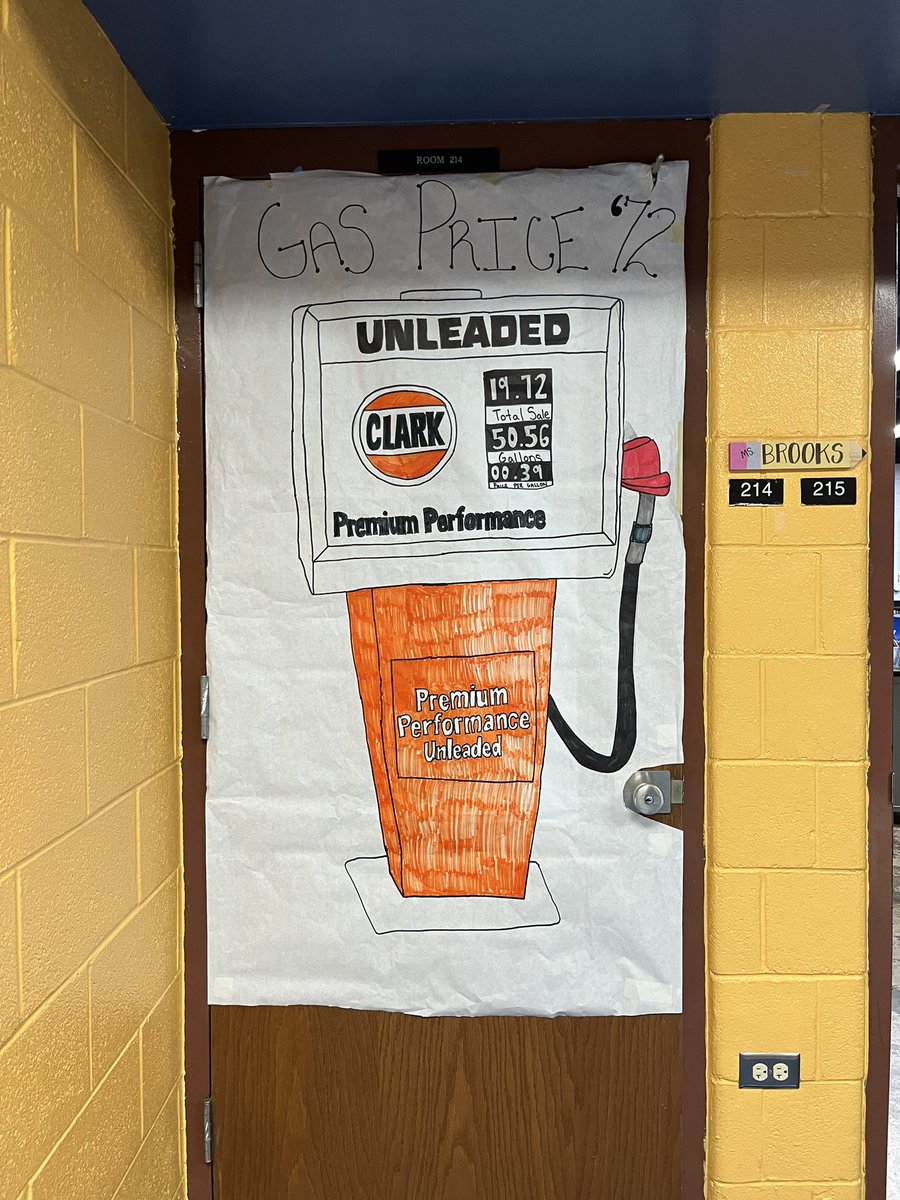 ROOM 214
GAS PRICE '72
UNLEADED
CLARK
19.72
Total Sale
50.56
Gallons
00.39
PRICE PER GALLON
Premium Performance
Premium
Performance
Unleaded
MS. BROOKS
214 215